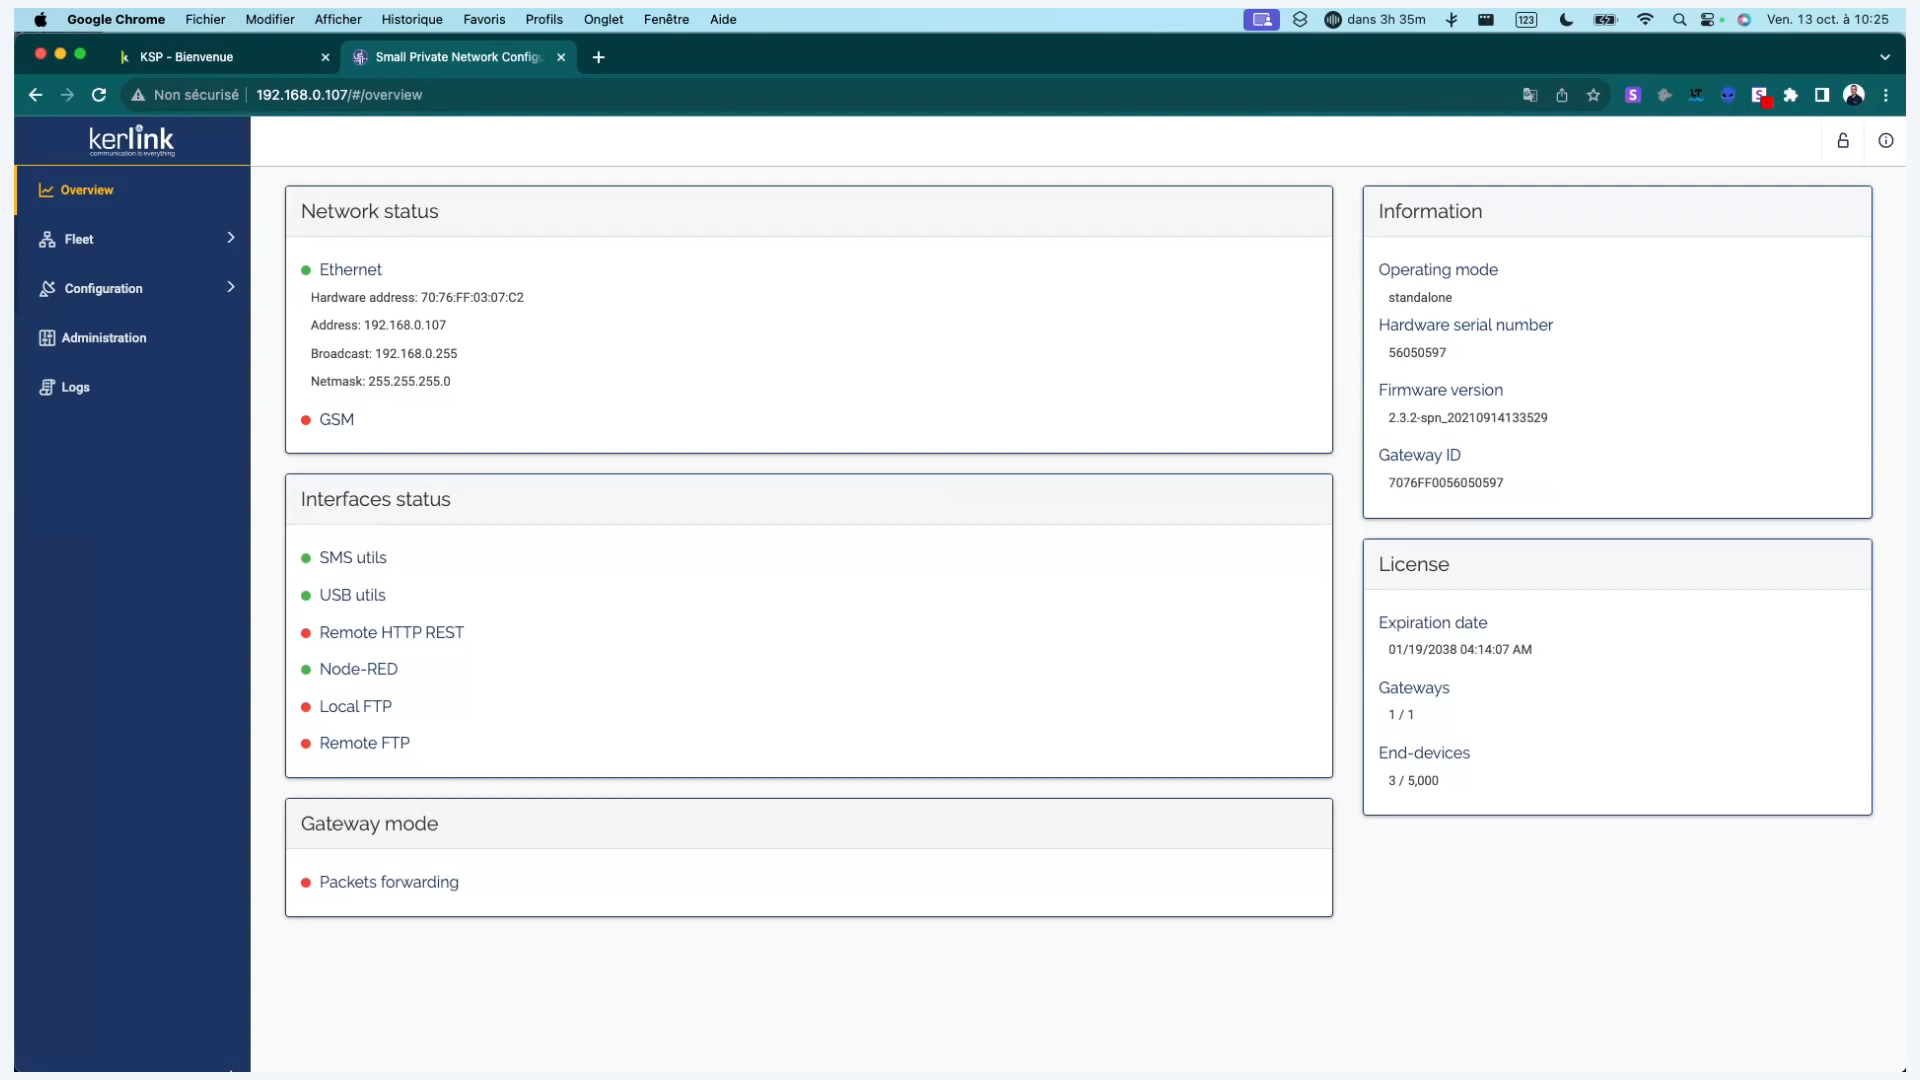 Google Chrome Fichier Modifier Afficher Historique Favoris Profils Onglet Fenêtre Aide dans 3h 35m 123 Ven. 13 oct. à 10:25
KSP - Bienvenue
Small Private Network Config
Non sécurisé 192.168.0.107/#/overview
kerlink
communication is everything
Overview
Fleet
Configuration
Administration
Logs
Network status
Ethernet
Hardware address: 70:76:FF:03:07:C2
Address: 192.168.0.107
Broadcast: 192.168.0.255
Netmask: 255.255.255.0
GSM
Interfaces status
SMS utils
USB utils
Remote HTTP REST
Node-RED
Local FTP
Remote FTP
Gateway mode
Packets forwarding
Information
Operating mode
standalone
Hardware serial number
56050597
Firmware version
2.3.2-spn_20210914133529
Gateway ID
7076FF0056050597
License
Expiration date
01/19/2038 04:14:07 AM
Gateways
1 / 1
End-devices
3 / 5,000